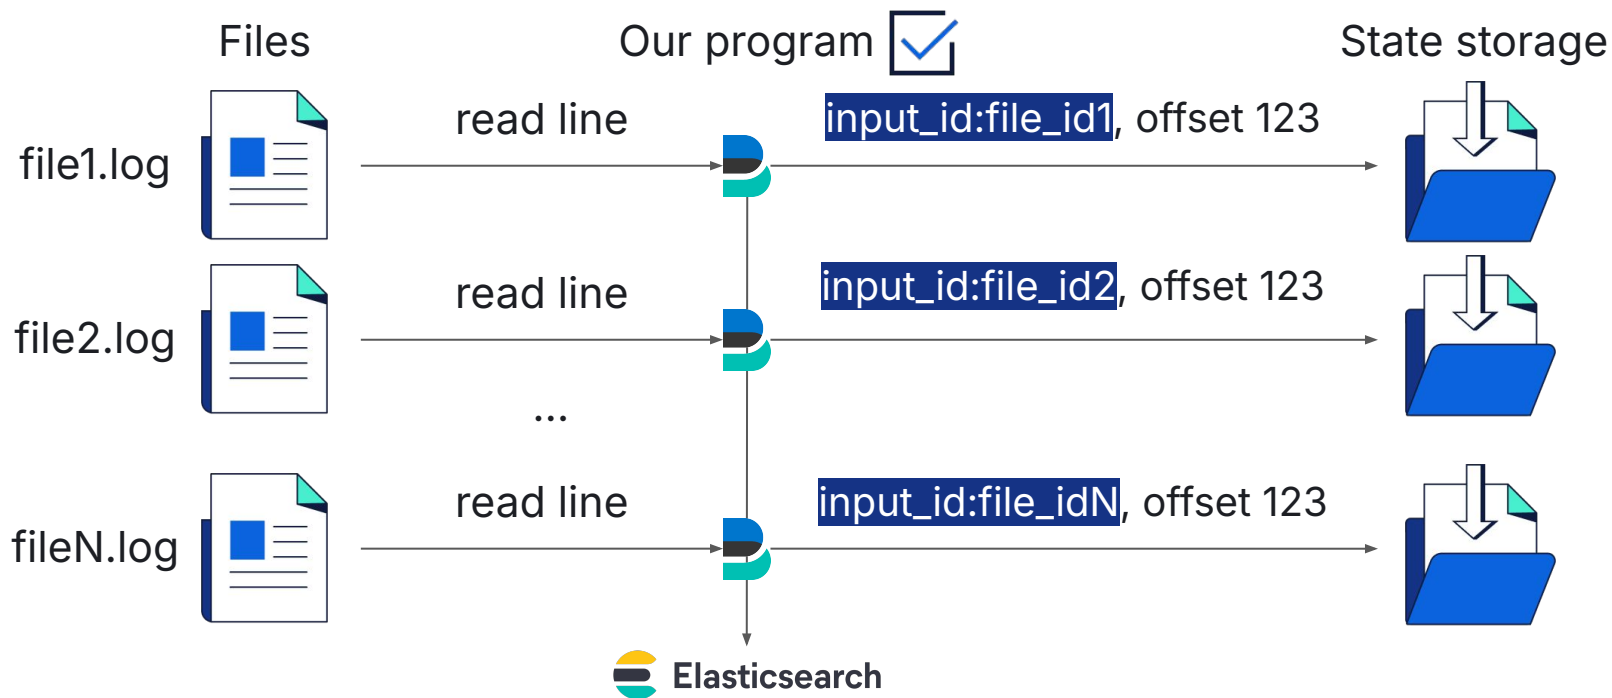 Files
Our program
State storage
file1.log
read line
input_id:file_id1, offset 123
file2.log
read line
input_id:file_id2, offset 123
...
fileN.log
read line
input_id:file_idN, offset 123
Elasticsearch